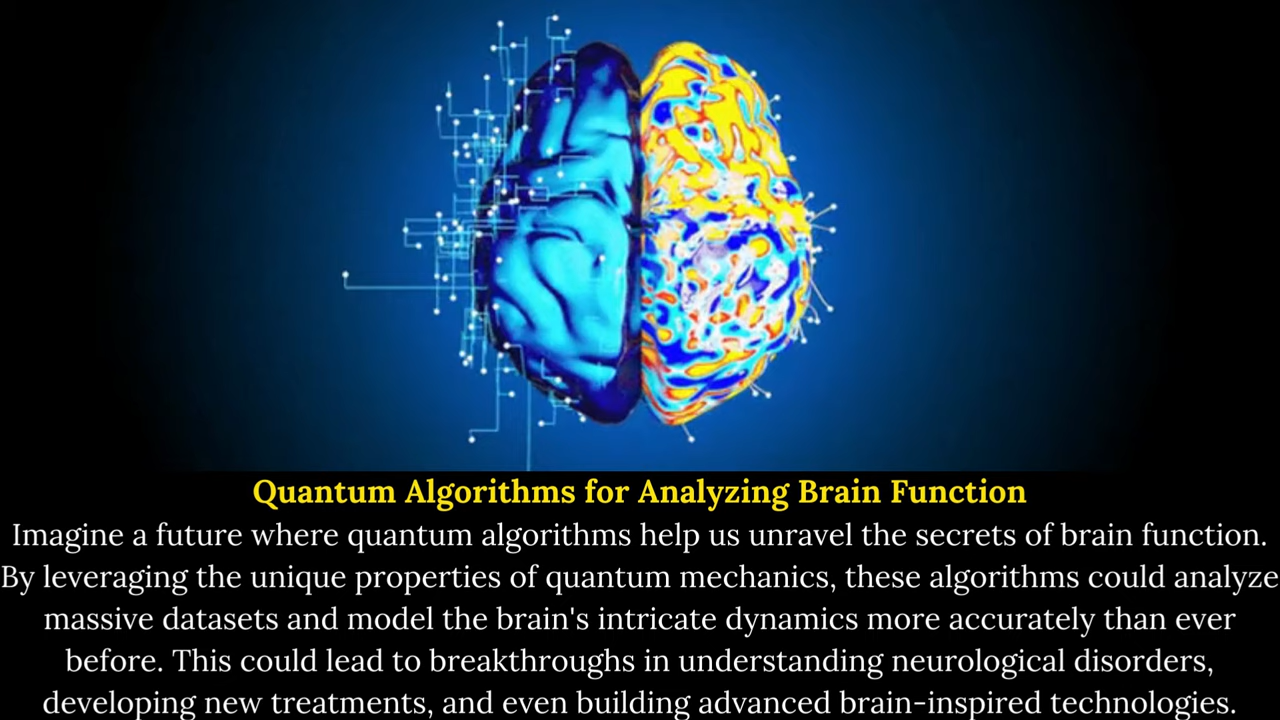 Quantum Algorithms for Analyzing Brain Function
Imagine a future where quantum algorithms help us unravel the secrets of brain function.
By leveraging the unique properties of quantum mechanics, these algorithms could analyze
massive datasets and model the brain's intricate dynamics more accurately than ever
before. This could lead to breakthroughs in understanding neurological disorders,
developing new treatments, and even building advanced brain-inspired technologies.